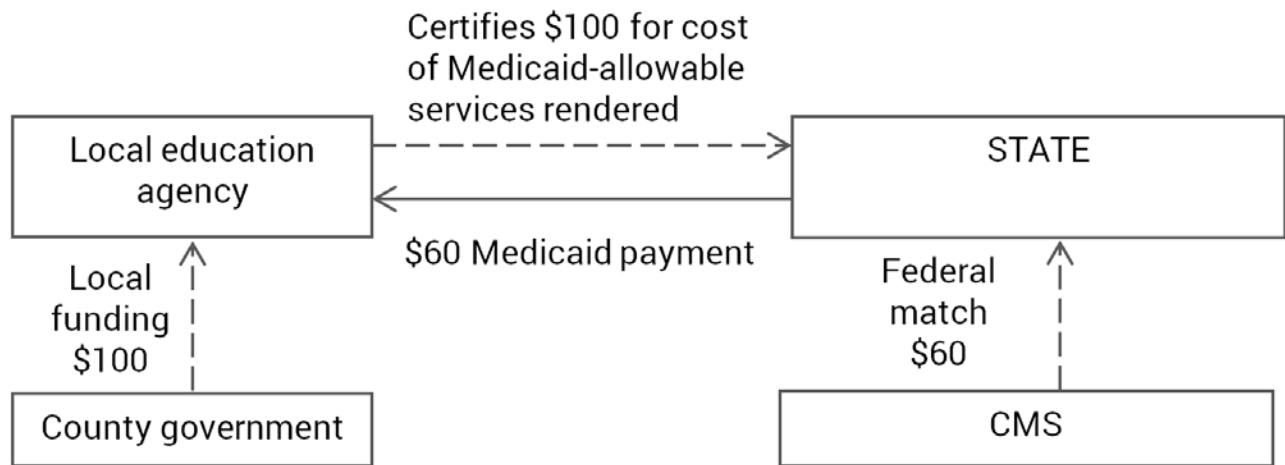 Certifies $100 for cost
of Medicaid-allowable
services rendered
Local education
agency
STATE
$60 Medicaid payment
Local
funding
$100
Federal
match
$60
County government
CMS